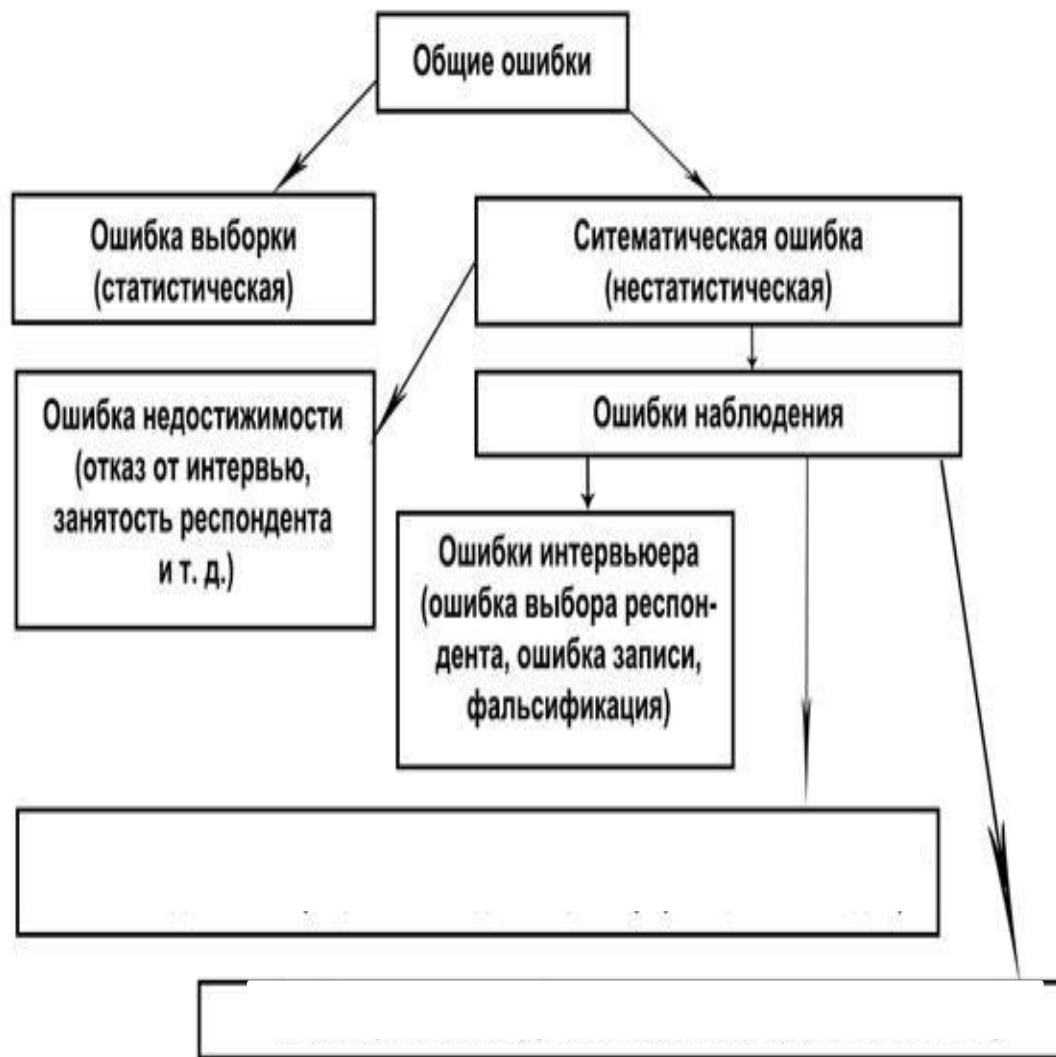 Общие ошибки
Ошибка выборки
(статистическая)
Ситематическая ошибка
(нестатистическая)
Ошибка недостижимости
(отказ от интервью,
занятость респондента
и т. д.)
Ошибки наблюдения
Ошибки интервьюера
(ошибка выбора респон-
дента, ошибка записи,
фальсификация)